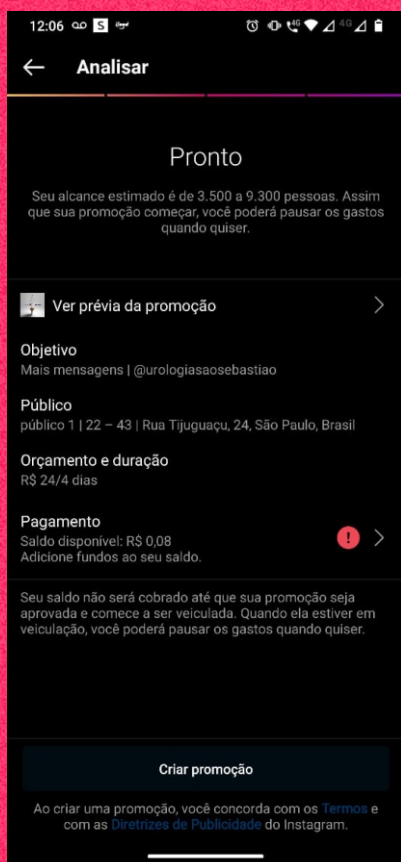 12:06
S
4G
4G
Analisar
Pronto
Seu alcance estimado é de 3.500 a 9.300 pessoas. Assim
que sua promoção começar, você poderá pausar os gastos
quando quiser.
Ver prévia da promoção
Objetivo
Mais mensagens | @urologiasaosebastiao
Público
público 1 | 22 – 43 | Rua Tijuguaçu, 24, São Paulo, Brasil
Orçamento e duração
R$ 24/4 dias
Pagamento
Saldo disponível: R$ 0,08
Adicione fundos ao seu saldo.
Seu saldo não será cobrado até que sua promoção seja
aprovada e comece a ser veiculada. Quando ela estiver em
veiculação, você poderá pausar os gastos quando quiser.
Criar promoção
Ao criar uma promoção, você concorda com os Termos e
com as Diretrizes de Publicidade do Instagram.